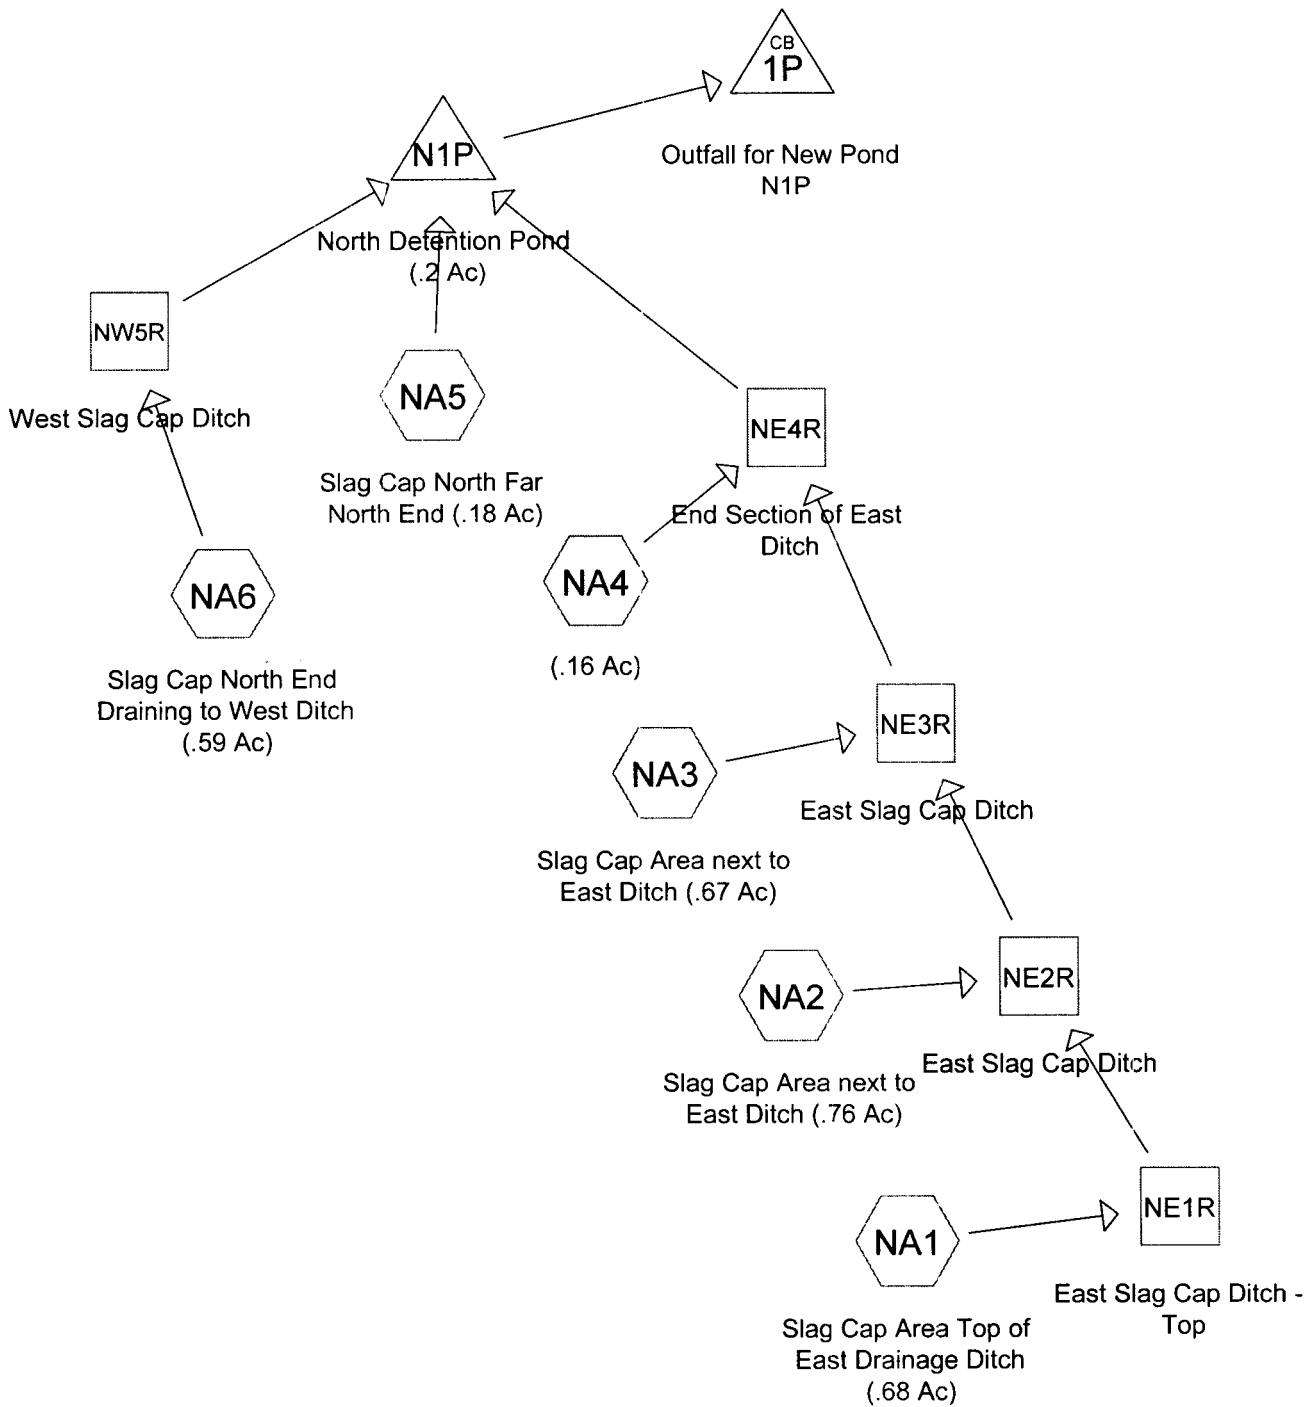 CB
1P
Outfall for New Pond
N1P
N1P
North Detention Pond
(.2 Ac)
NW5R
West Slag Cap Ditch
NA5
Slag Cap North Far
North End (.18 Ac)
NE4R
End Section of East
Ditch
NA6
Slag Cap North End
Draining to West Ditch
(.59 Ac)
NA4
(.16 Ac)
NE3R
East Slag Cap Ditch
NA3
Slag Cap Area next to
East Ditch (.67 Ac)
NE2R
East Slag Cap Ditch
NA2
Slag Cap Area next to
East Ditch (.76 Ac)
NE1R
East Slag Cap Ditch -
Top
NA1
Slag Cap Area Top of
East Drainage Ditch
(.68 Ac)